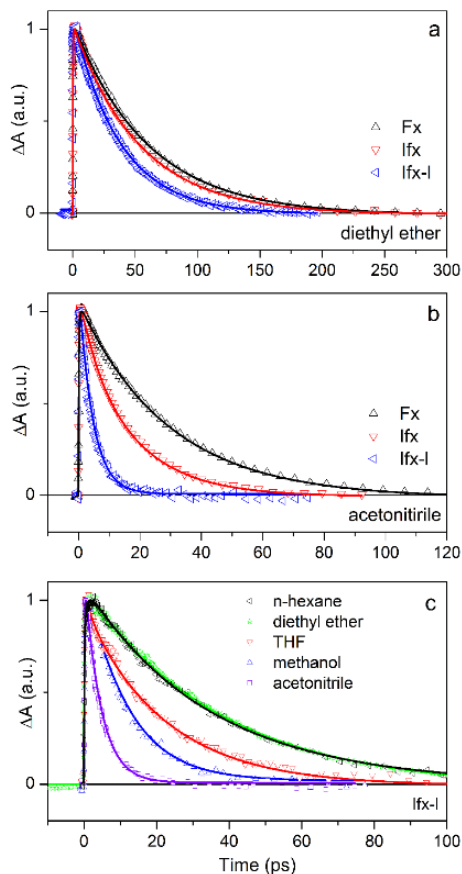 a
1
ΔA (a.u.)
Fx
Ifx
Ifx-I
0
diethyl ether
0 50 100 150 200 250 300
b
1
ΔA (a.u.)
Fx
Ifx
Ifx-I
0
acetonitirile
0 20 40 60 80 100 120
c
1
ΔA (a.u.)
n-hexane
diethyl ether
THF
methanol
acetonitrile
0
Ifx-I
0 20 40 60 80 100
Time (ps)